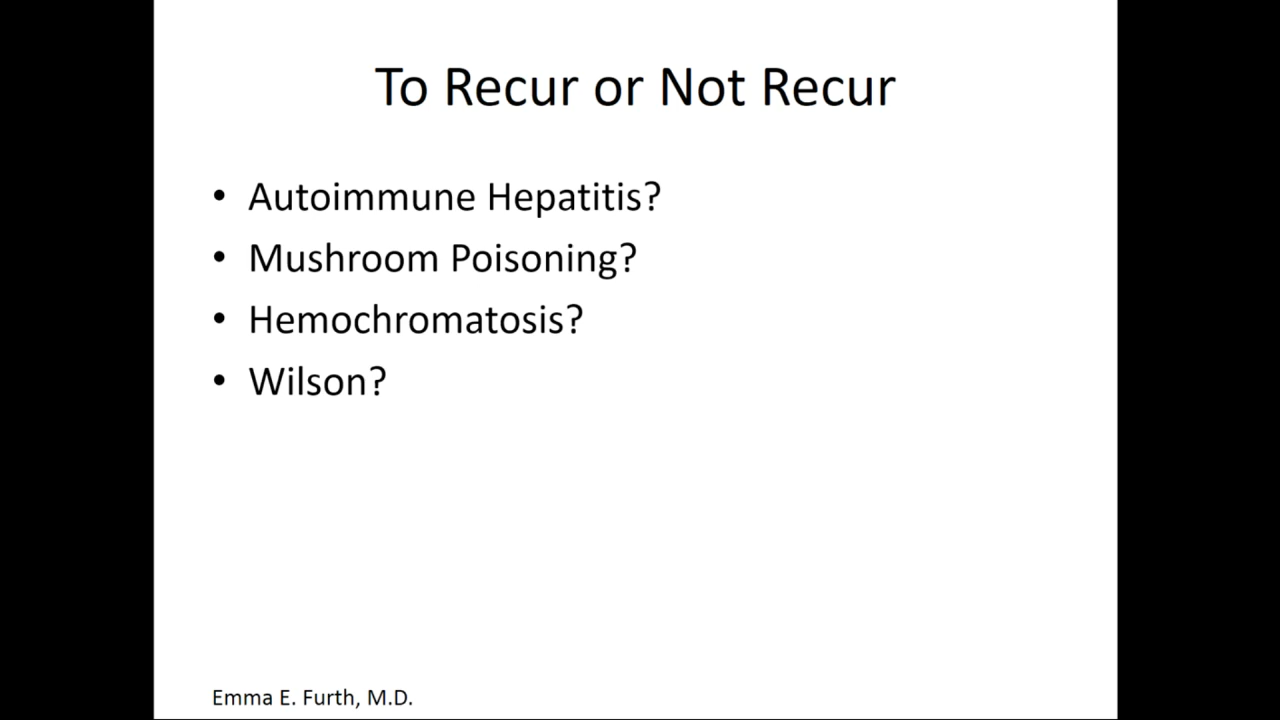 To Recur or Not Recur
• Autoimmune Hepatitis?
• Mushroom Poisoning?
• Hemochromatosis?
• Wilson?
Emma E. Furth, M.D.